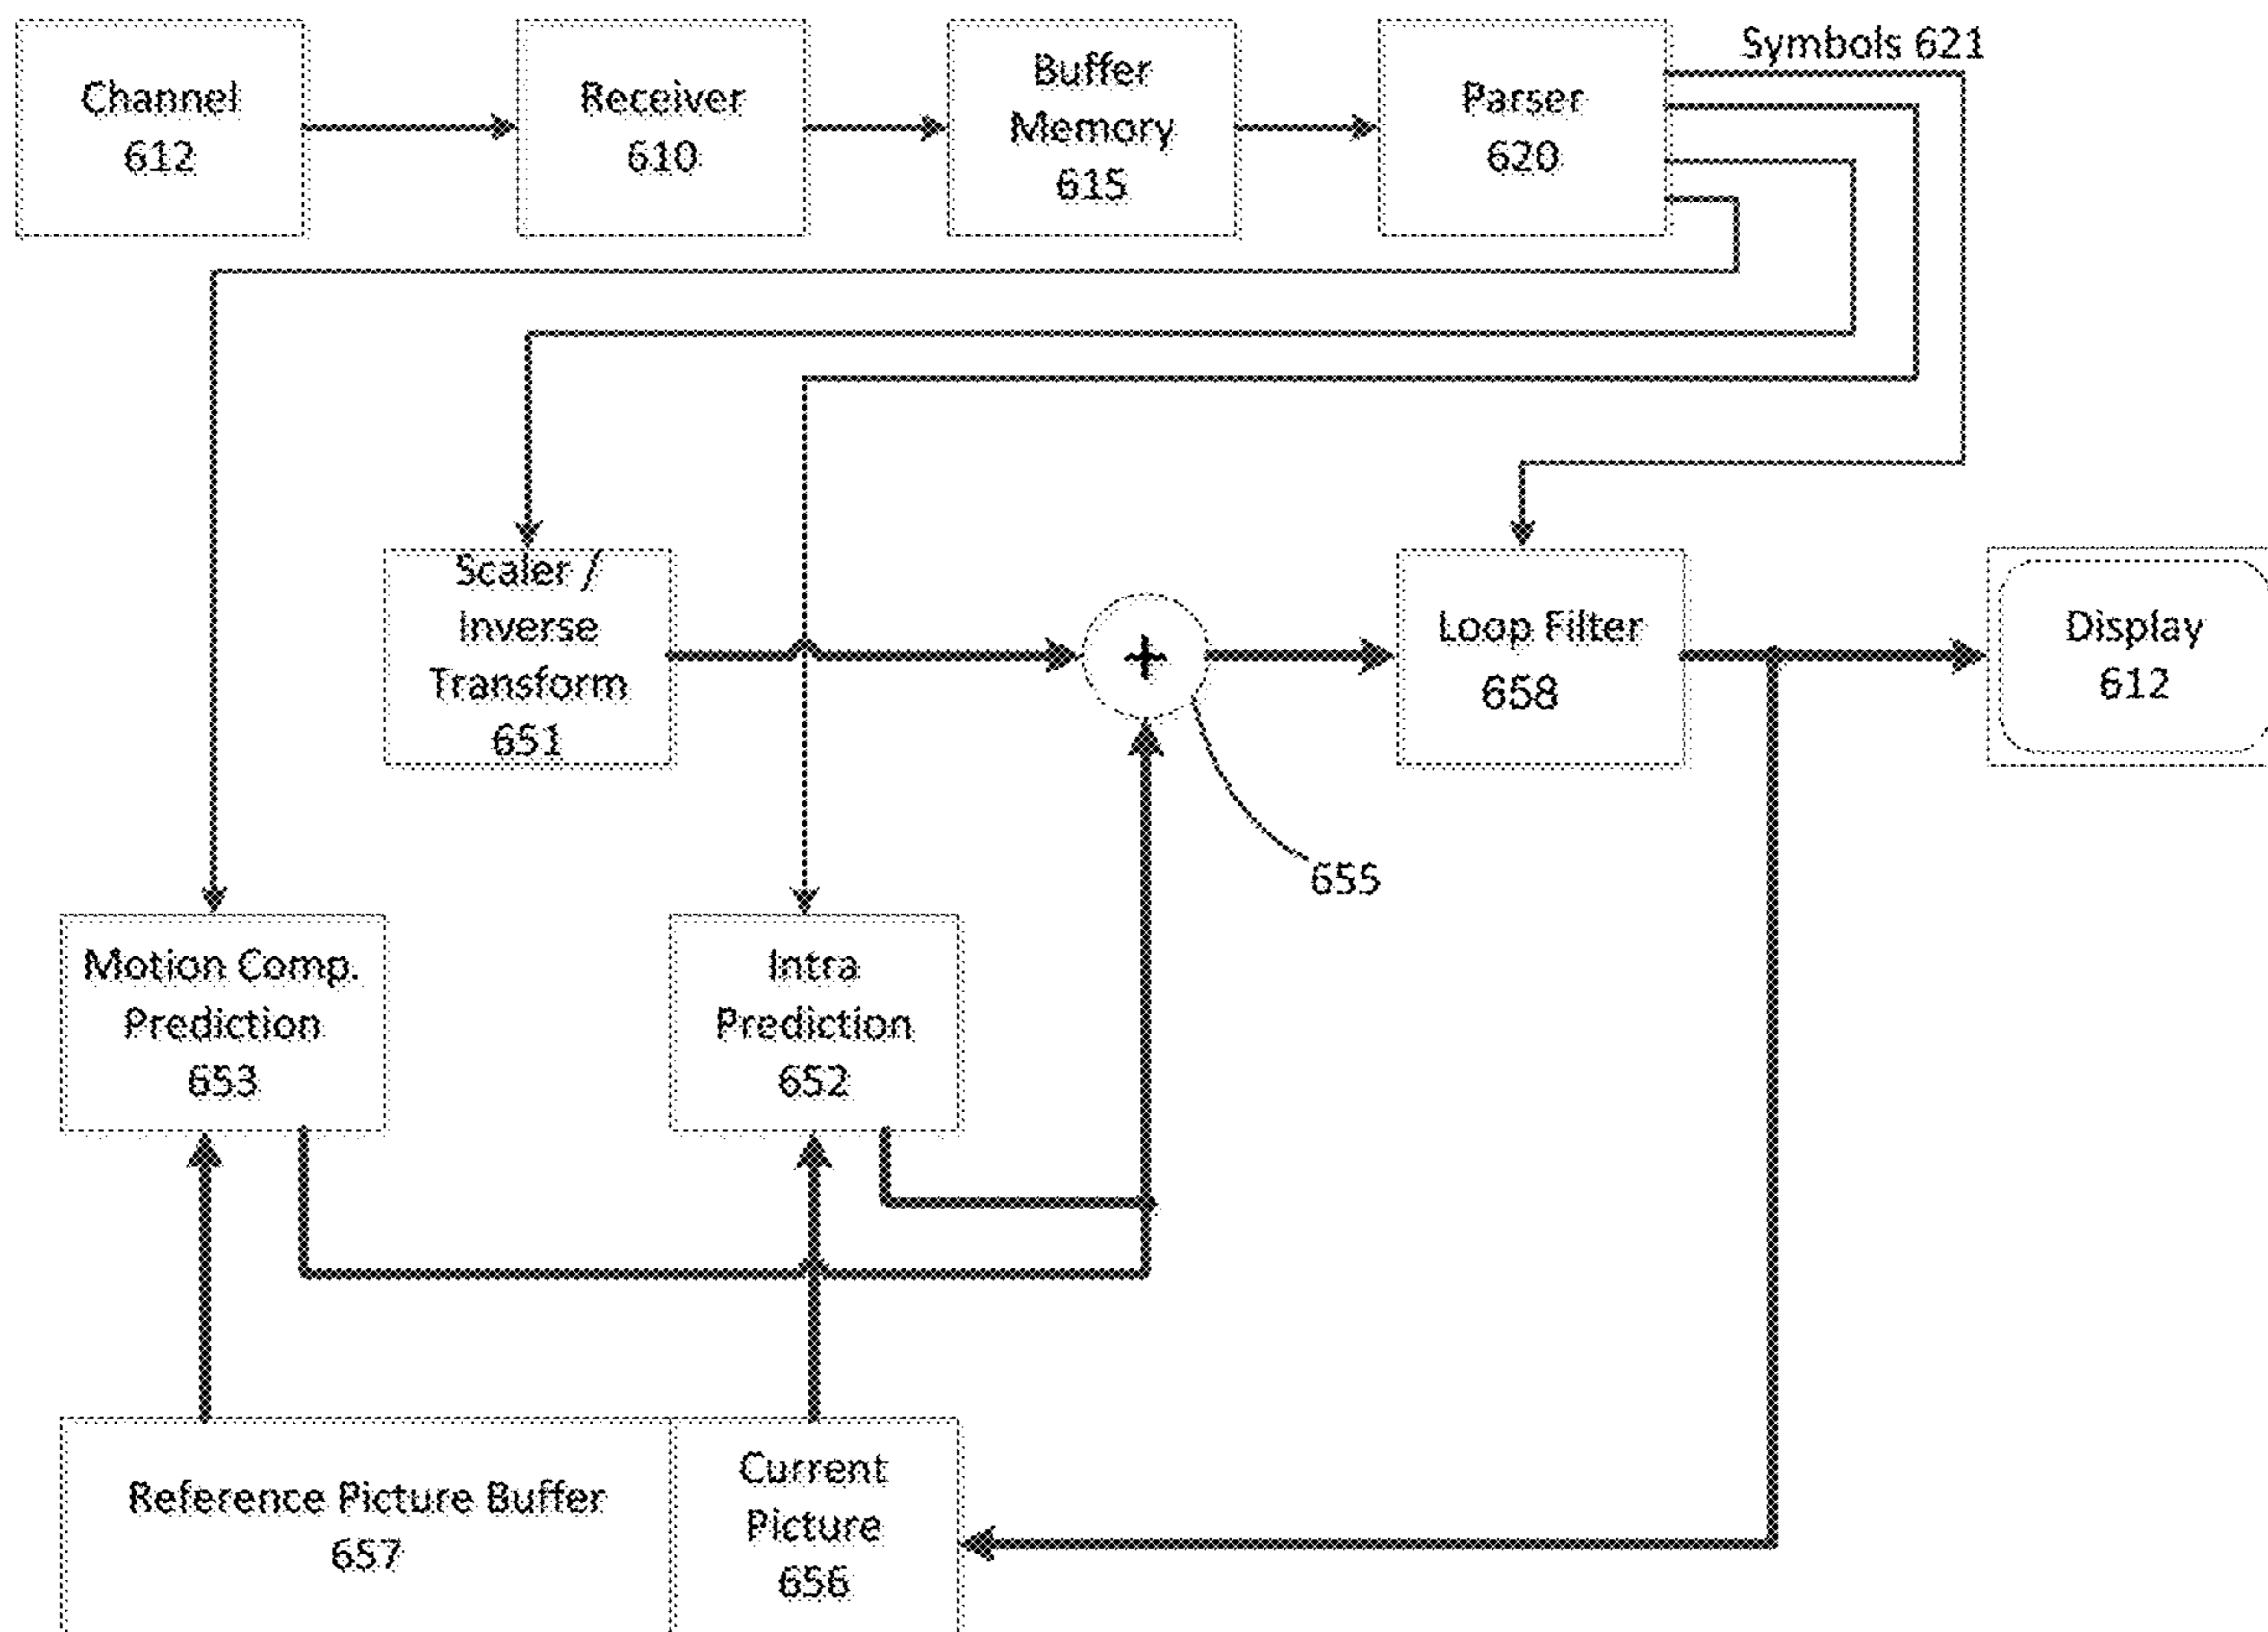 Symbols 621
Channel
612
Receiver
610
Buffer
Memory
615
Parser
620
Scaler /
Inverse
Transform
651
+
Loop Filter
658
Display
612
655
Motion Comp.
Prediction
653
Intra
Prediction
652
Reference Picture Buffer
657
Current
Picture
656